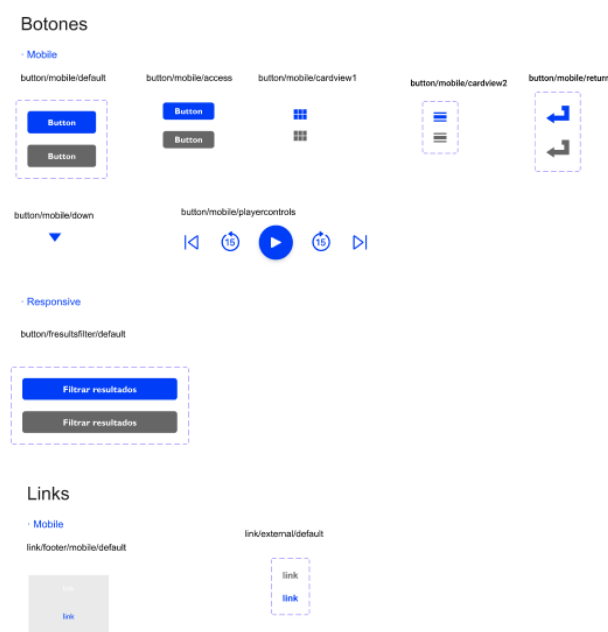 Botones
· Mobile
button/mobile/default
button/mobile/access
button/mobile/cardview1
button/mobile/cardview2
button/mobile/return
Button
Button
Button
Button
button/mobile/down
button/mobile/playercontrols
15
15
· Responsive
button/fresultsfilter/default
Filtrar resultados
Filtrar resultados
Links
· Mobile
link/footer/mobile/default
link/external/default
link
link
link
link